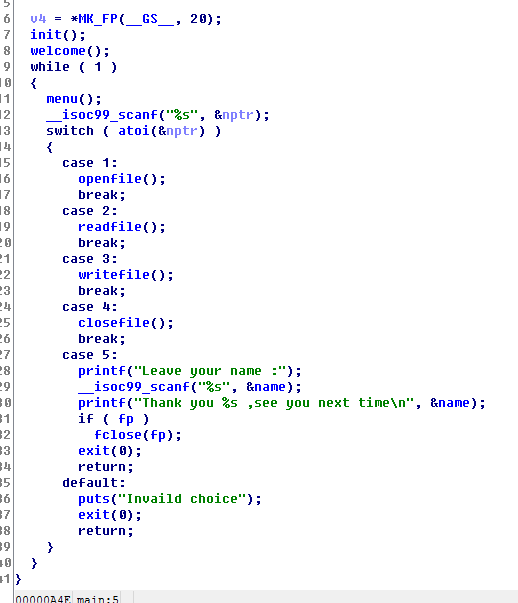 5
6 v4 = *MK_FP(__GS__, 20);
7 init();
8 welcome();
9 while ( 1 )
10 {
11 menu();
12 __isoc99_scanf("%s", &nptr);
13 switch ( atoi(&nptr) )
14 {
15 case 1:
16 openfile();
17 break;
18 case 2:
19 readfile();
20 break;
21 case 3:
22 writefile();
23 break;
24 case 4:
25 closefile();
26 break;
27 case 5:
28 printf("Leave your name :");
29 __isoc99_scanf("%s", &name);
30 printf("Thank you %s ,see you next time\n", &name);
31 if ( fp )
32 fclose(fp);
33 exit(0);
34 return;
35 default:
36 puts("Invaild choice");
37 exit(0);
38 return;
39 }
40 }
41 }
00000A4E main:5